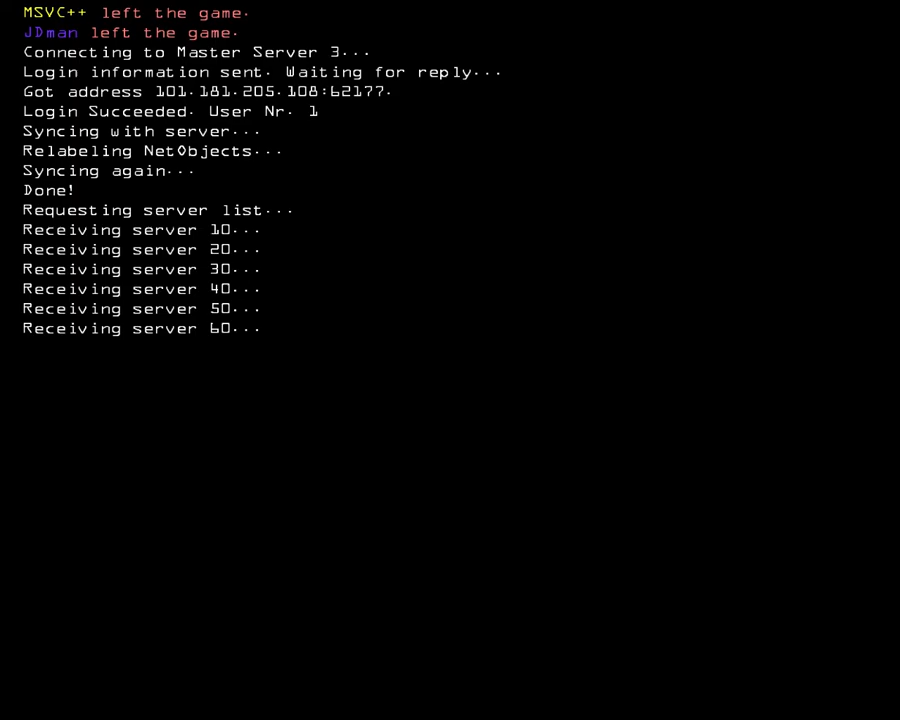 MSVC++ left the game.
JDman left the game.
Connecting to Master Server 3...
Login information sent. Waiting for reply...
Got address 101.181.205.108:62177.
Login Succeeded. User Nr. 1
Syncing with server...
Relabeling NetObjects...
Syncing again...
Done!
Requesting server list...
Receiving server 10...
Receiving server 20...
Receiving server 30...
Receiving server 40...
Receiving server 50...
Receiving server 60...